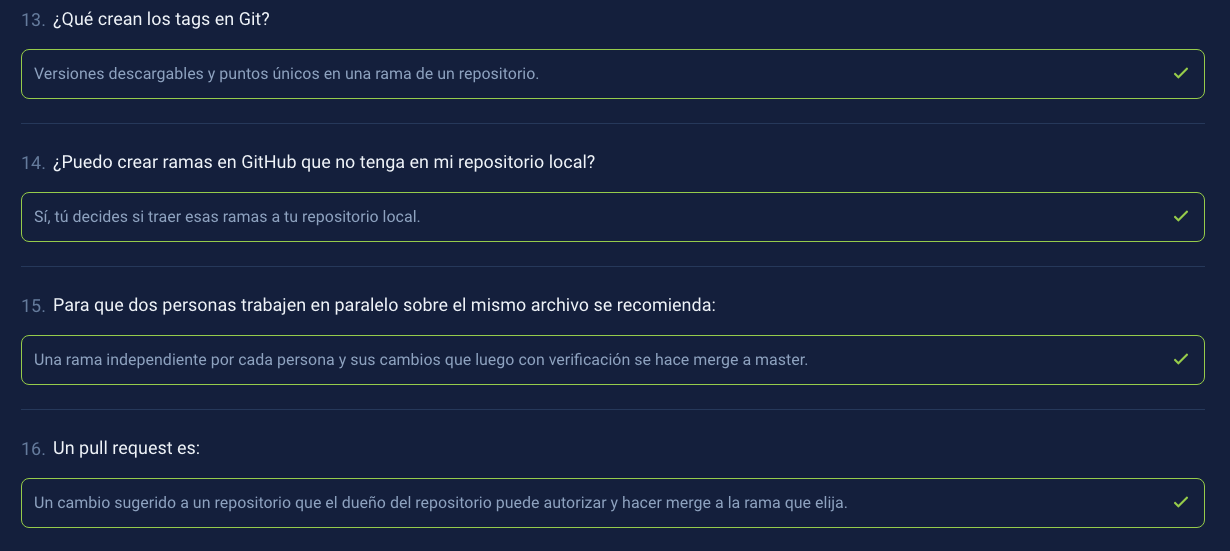 13. ¿Qué crean los tags en Git?
Versiones descargables y puntos únicos en una rama de un repositorio.
14. ¿Puedo crear ramas en GitHub que no tenga en mi repositorio local?
Sí, tú decides si traer esas ramas a tu repositorio local.
15. Para que dos personas trabajen en paralelo sobre el mismo archivo se recomienda:
Una rama independiente por cada persona y sus cambios que luego con verificación se hace merge a master.
16. Un pull request es:
Un cambio sugerido a un repositorio que el dueño del repositorio puede autorizar y hacer merge a la rama que elija.